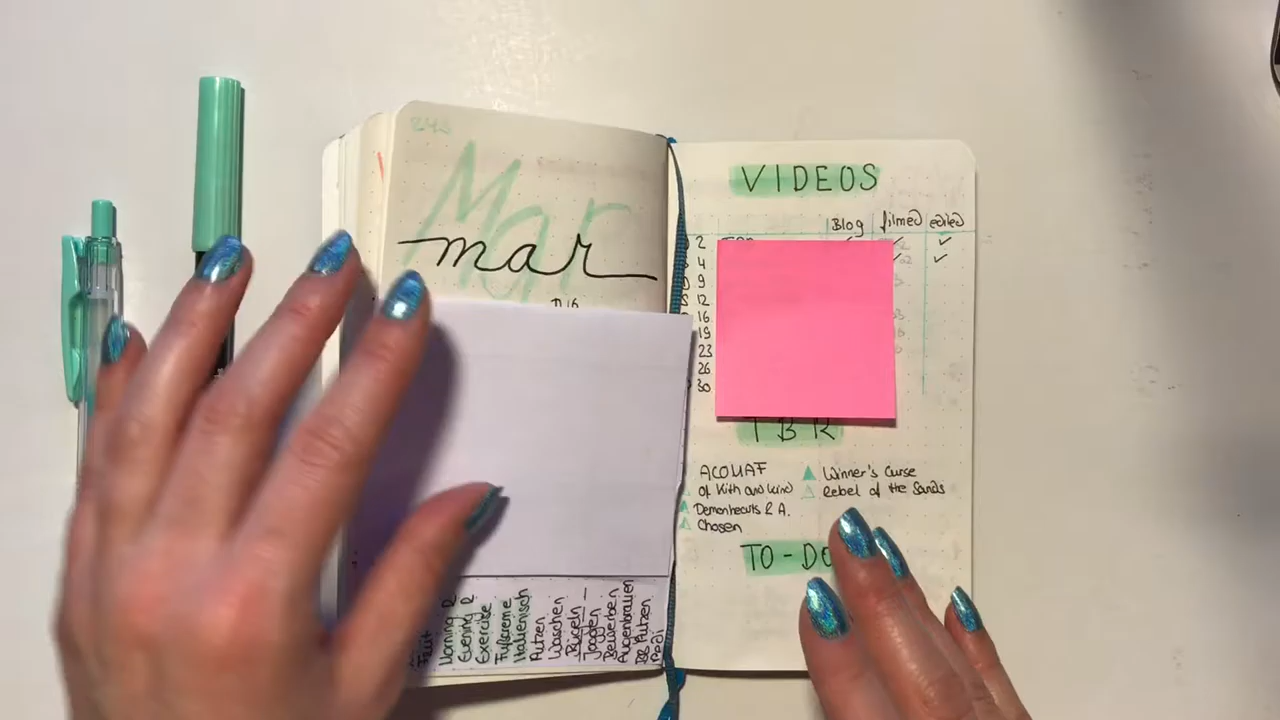 Mar
mar
VIDEOS
Blog filmed edited
2
4
9
12
16
19
23
26
30
TBR
ACOMAF
Winner's Curse
of Kith and Kind
Rebel of the Sands
Demonhearts R A.
Chosen
TO-DO
Morning R
Evening R
Exercise
Fußcreme
Italienisch
Putzen
Waschen
Bügeln
Joggen
Bewerben
Augenbrauen
BB Putzen